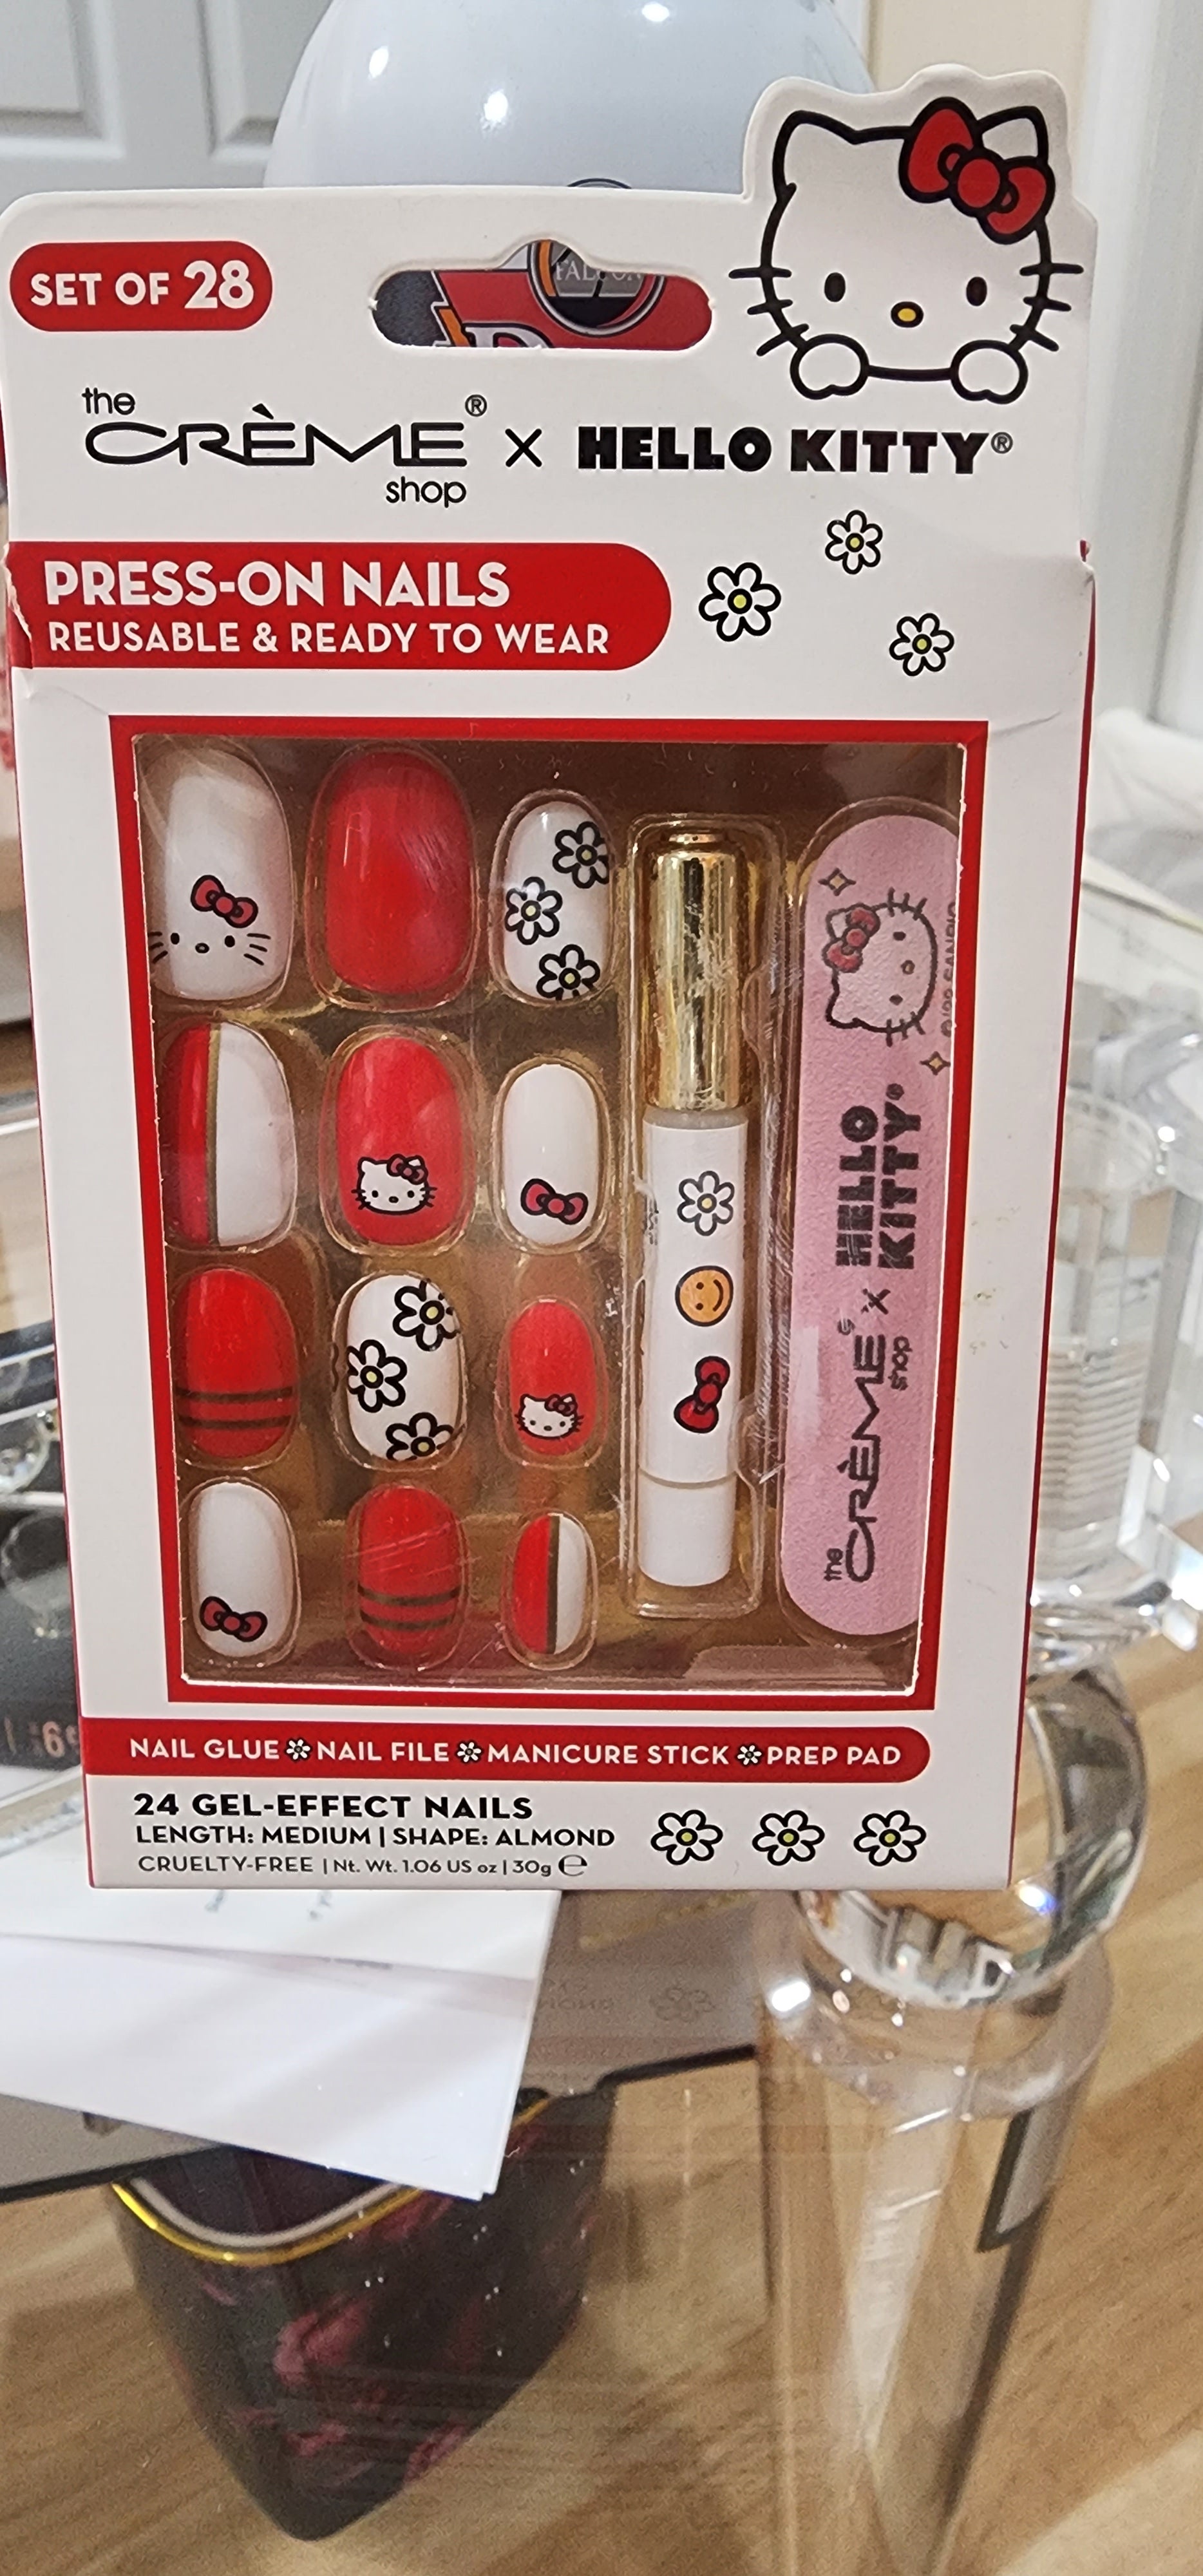 SET OF 28
the
CRÈME® x HELLO KITTY®
shop
PRESS-ON NAILS
REUSABLE & READY TO WEAR
SANRIO
the CRÈME shop x HELLO KITTY®
NAIL GLUE NAIL FILE MANICURE STICK PREP PAD
24 GEL-EFFECT NAILS
LENGTH: MEDIUM | SHAPE: ALMOND
CRUELTY-FREE | Nt. Wt. 1.06 US oz | 30g ℮